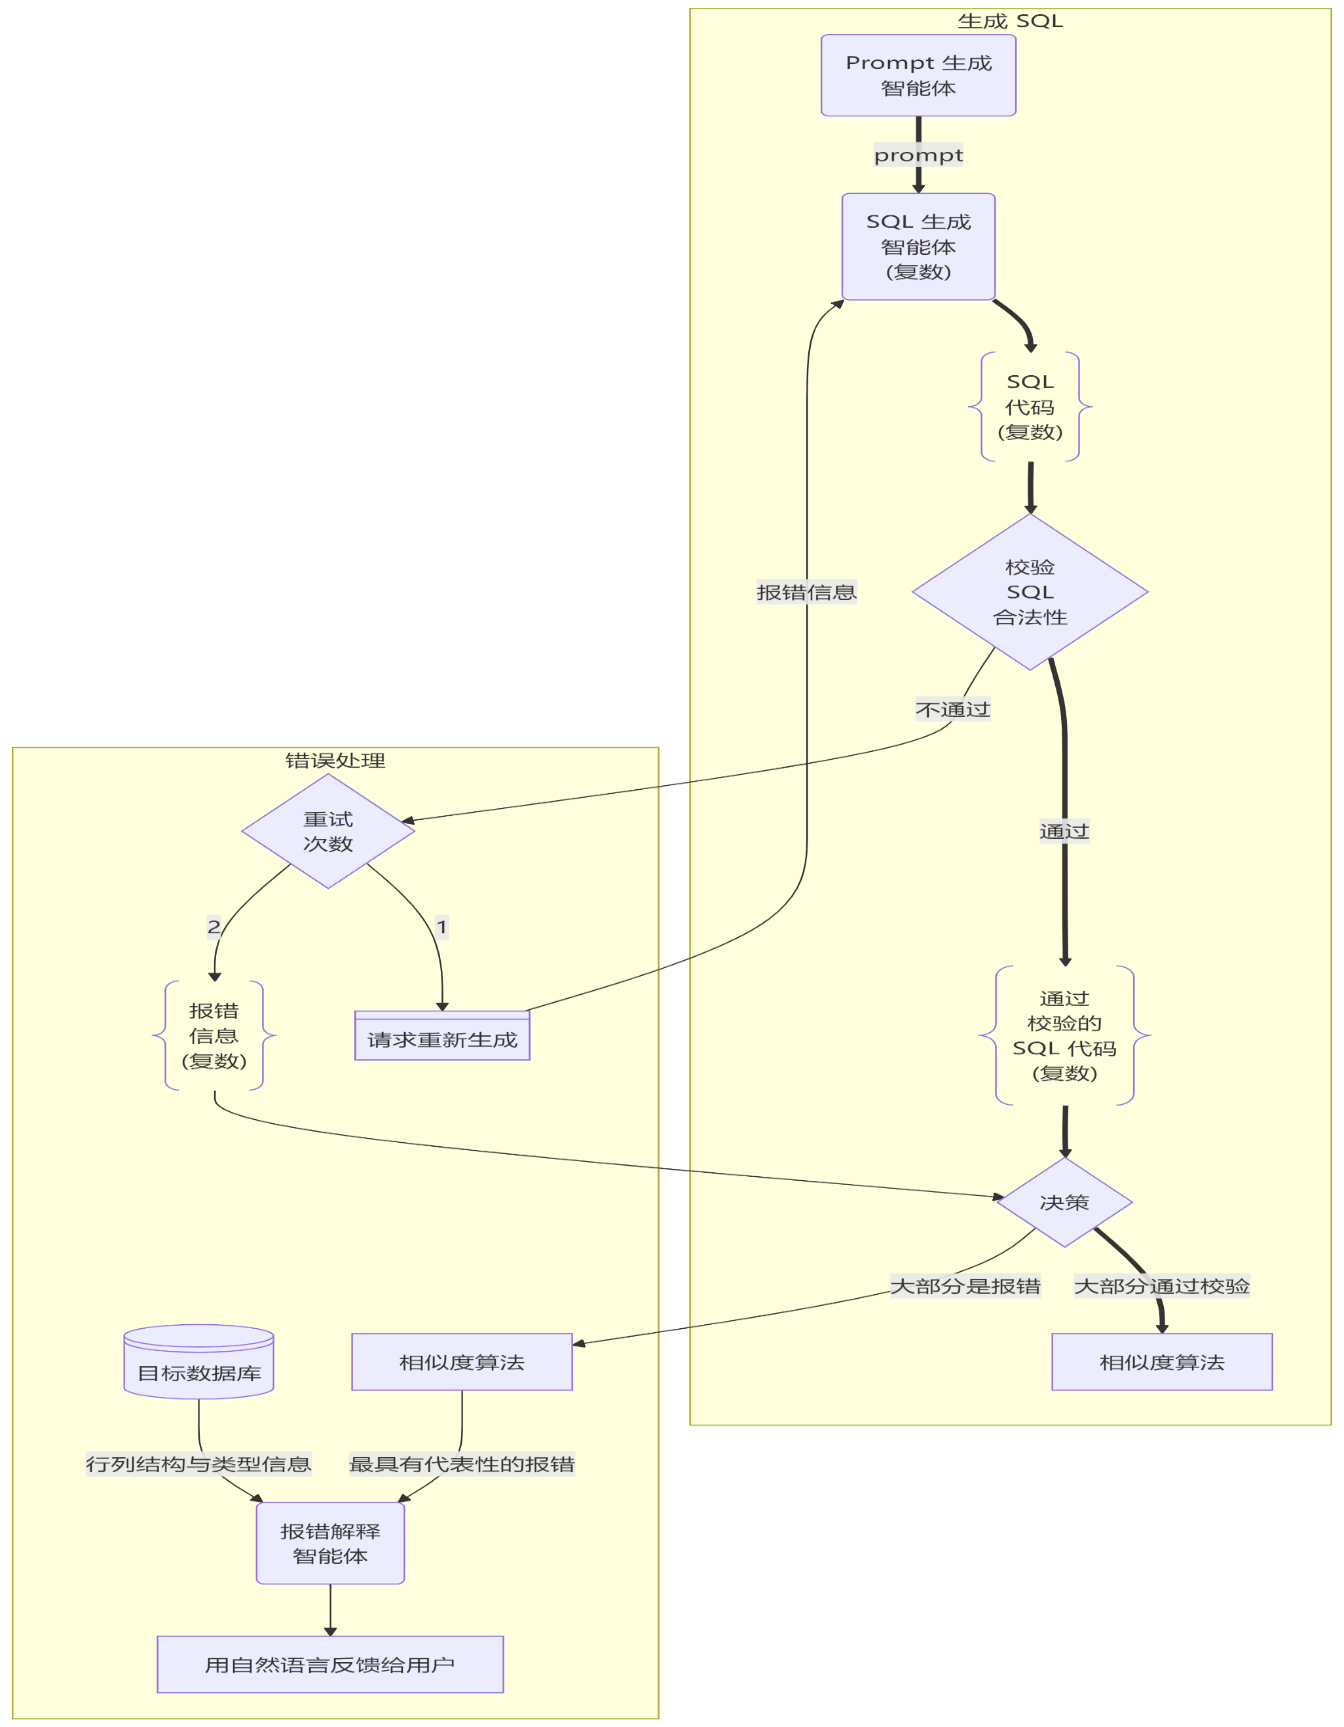 生成 SQL
Prompt 生成
智能体
prompt
SQL 生成
智能体
(复数)
SQL
代码
(复数)
校验
SQL
合法性
报错信息
不通过
通过
错误处理
重试
次数
2
1
报错
信息
(复数)
请求重新生成
通过
校验的
SQL 代码
(复数)
决策
大部分是报错
大部分通过校验
目标数据库
相似度算法
相似度算法
行列结构与类型信息
最具有代表性的报错
报错解释
智能体
用自然语言反馈给用户